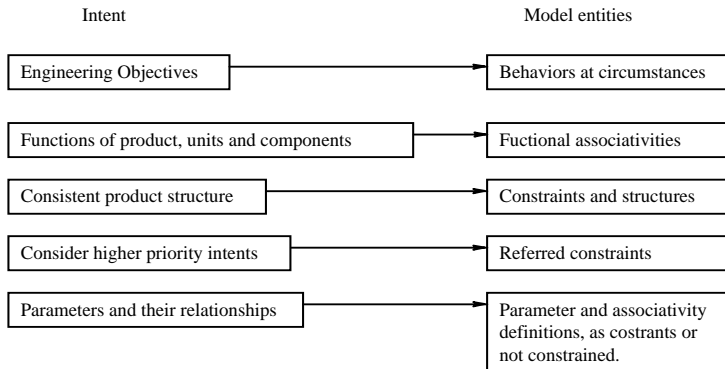 Intent
Model entities
Engineering Objectives
Behaviors at circumstances
Functions of product, units and components
Fuctional associativities
Consistent product structure
Constraints and structures
Consider higher priority intents
Referred constraints
Parameters and their relationships
Parameter and associativity
definitions, as costrants or
not constrained.